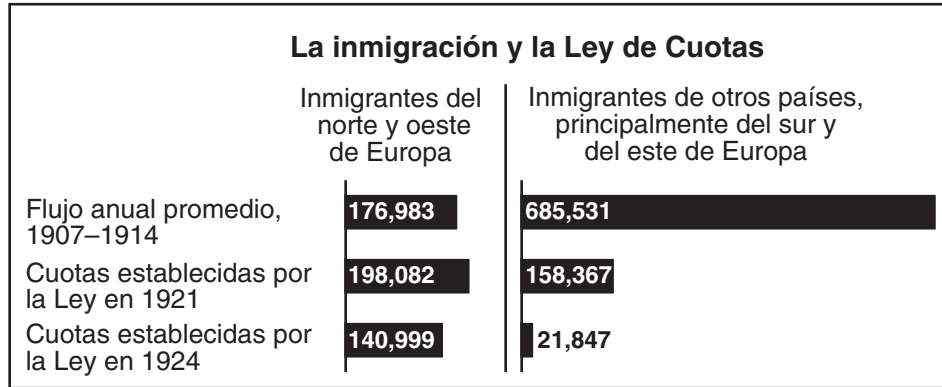 La inmigración y la Ley de Cuotas
Inmigrantes del
norte y oeste
de Europa
Inmigrantes de otros países,
principalmente del sur y
del este de Europa
Flujo anual promedio,
1907–1914
176,983
685,531
Cuotas establecidas por
la Ley en 1921
198,082
158,367
Cuotas establecidas por
la Ley en 1924
140,999
21,847